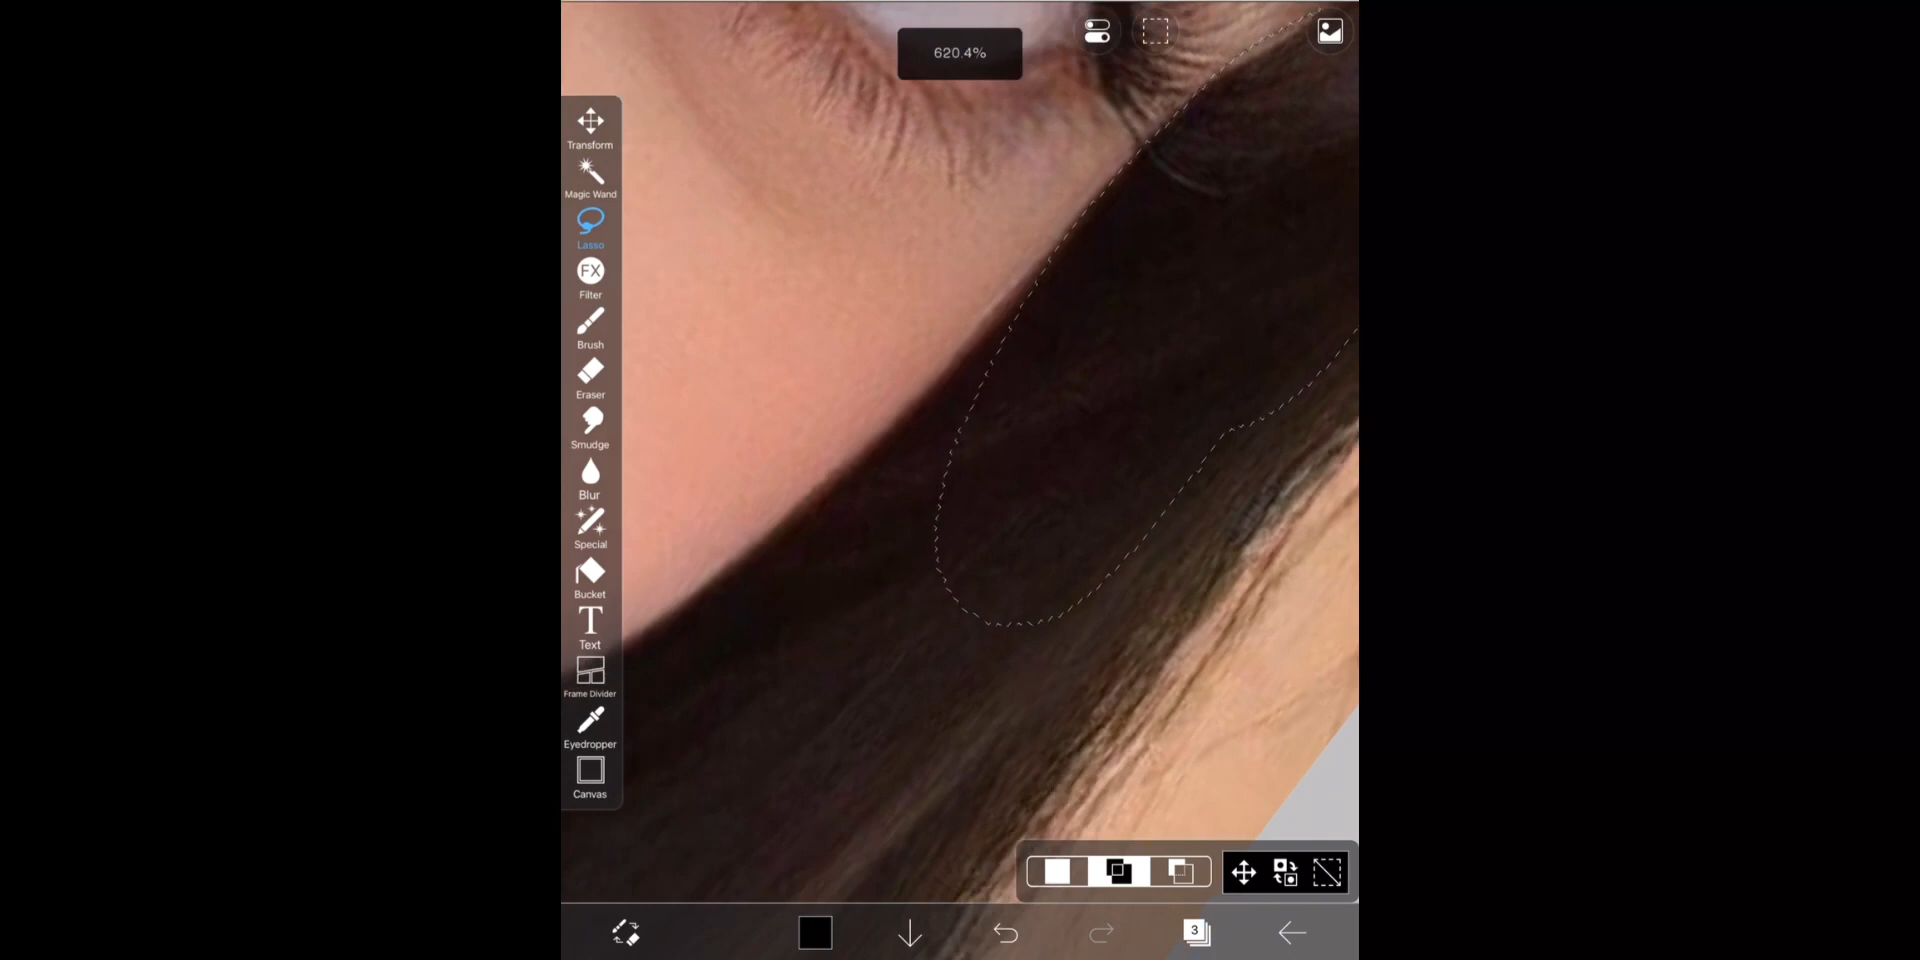 620.4%
Transform
Magic Wand
Lasso
FX
Filter
Brush
Eraser
Smudge
Blur
Special
Bucket
T
Text
Frame Divider
Eyedropper
Canvas
3